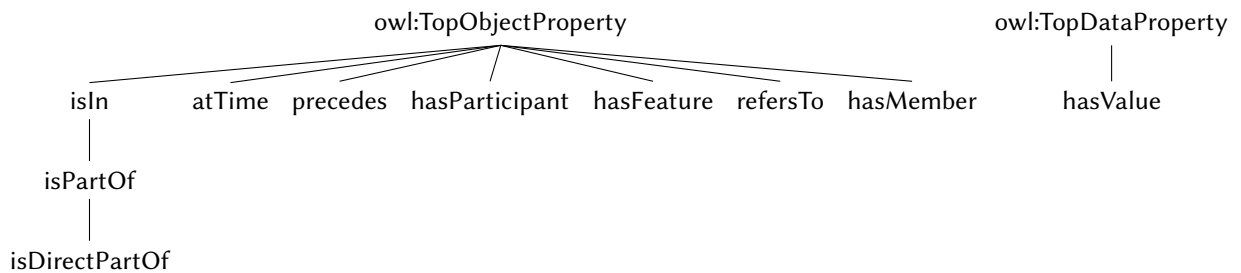 owl:TopObjectProperty owl:TopDataProperty
isIn atTime precedes hasParticipant hasFeature refersTo hasMember hasValue
isPartOf
isDirectPartOf